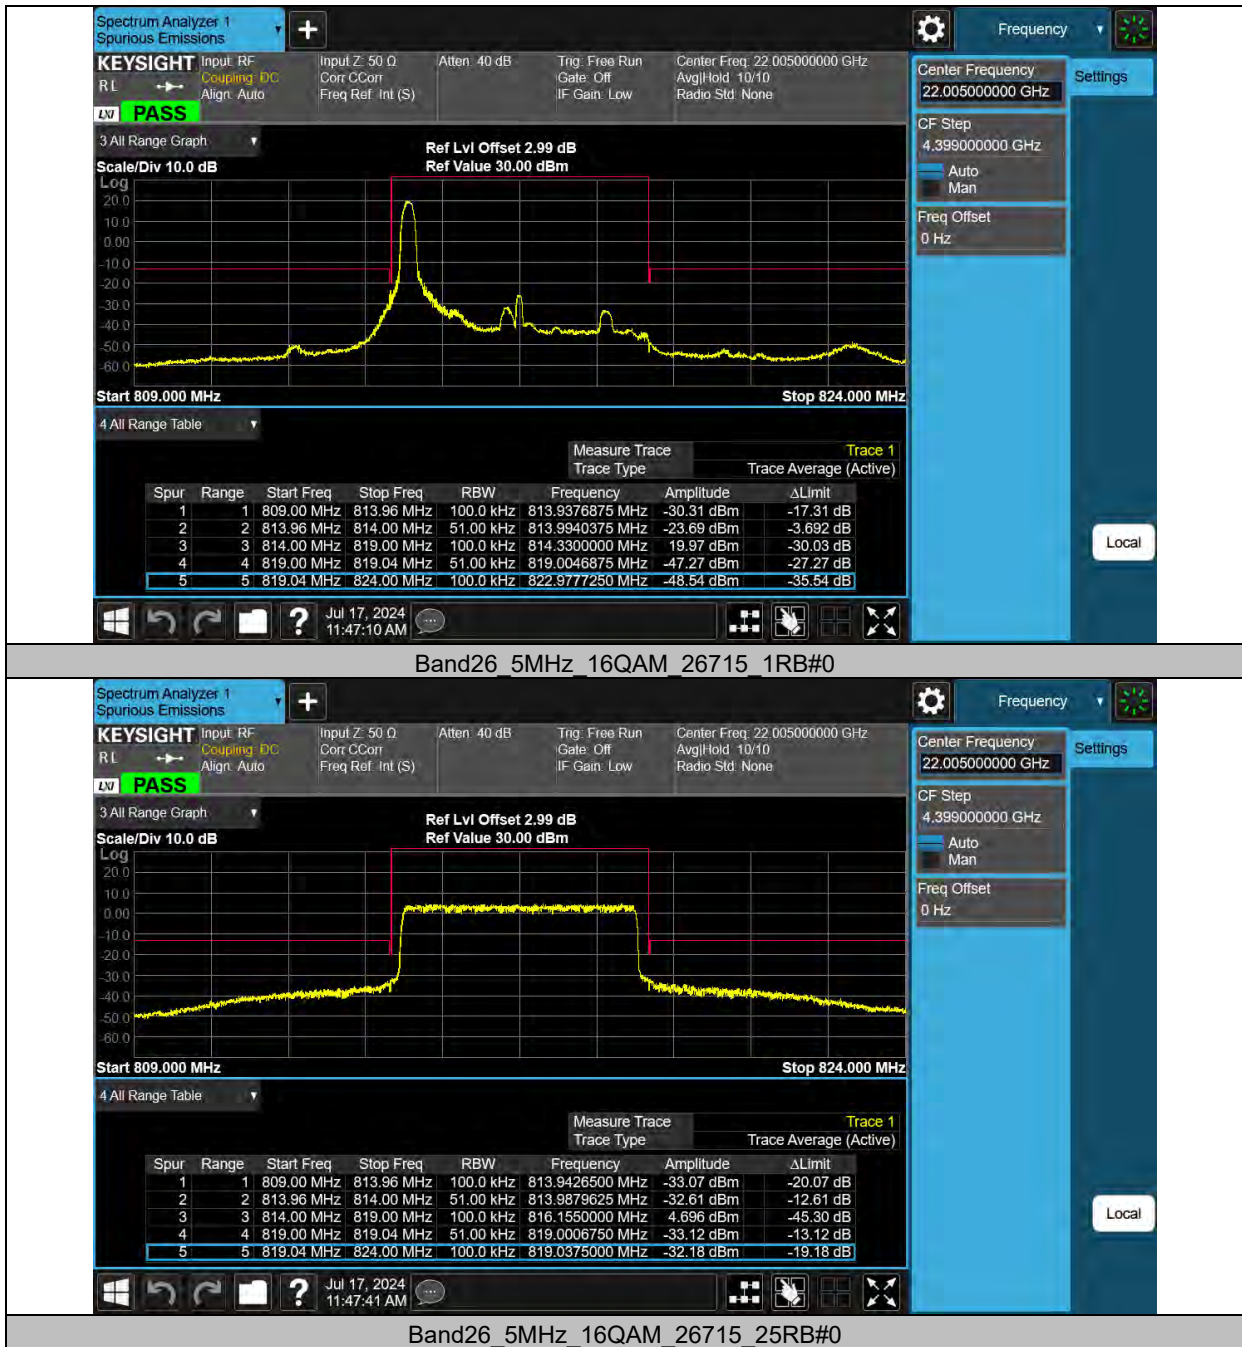 Spectrum Analyzer 1
Spurious Emissions
Frequency
KEYSIGHT
RL
LXI PASS
Input: RF
Coupling: DC
Align: Auto
Input Z: 50 Ω
Corr CCorr
Freq Ref: Int (S)
Atten: 40 dB
Trig: Free Run
Gate: Off
IF Gain: Low
Center Freq: 22.005000000 GHz
Avg|Hold: 10/10
Radio Std: None
Center Frequency
22.005000000 GHz
Settings
CF Step
4.399000000 GHz
Auto
Man
Freq Offset
0 Hz
Local
3 All Range Graph
Scale/Div 10.0 dB
Ref Lvl Offset 2.99 dB
Ref Value 30.00 dBm
Log
20.0
10.0
0.00
-10.0
-20.0
-30.0
-40.0
-50.0
-60.0
Start 809.000 MHz Stop 824.000 MHz
4 All Range Table
Measure Trace Trace 1
Trace Type Trace Average (Active)
Spur Range Start Freq Stop Freq RBW Frequency Amplitude ΔLimit
1 1 809.00 MHz 813.96 MHz 100.0 kHz 813.9376875 MHz -30.31 dBm -17.31 dB
2 2 813.96 MHz 814.00 MHz 51.00 kHz 813.9940375 MHz -23.69 dBm -3.692 dB
3 3 814.00 MHz 819.00 MHz 100.0 kHz 814.3300000 MHz 19.97 dBm -30.03 dB
4 4 819.00 MHz 819.04 MHz 51.00 kHz 819.0046875 MHz -47.27 dBm -27.27 dB
5 5 819.04 MHz 824.00 MHz 100.0 kHz 822.9777250 MHz -48.54 dBm -35.54 dB
Jul 17, 2024
11:47:10 AM
Band26_5MHz_16QAM_26715_1RB#0
Spectrum Analyzer 1
Spurious Emissions
Frequency
KEYSIGHT
RL
LXI PASS
Input: RF
Coupling: DC
Align: Auto
Input Z: 50 Ω
Corr CCorr
Freq Ref: Int (S)
Atten: 40 dB
Trig: Free Run
Gate: Off
IF Gain: Low
Center Freq: 22.005000000 GHz
Avg|Hold: 10/10
Radio Std: None
Center Frequency
22.005000000 GHz
Settings
CF Step
4.399000000 GHz
Auto
Man
Freq Offset
0 Hz
Local
3 All Range Graph
Scale/Div 10.0 dB
Ref Lvl Offset 2.99 dB
Ref Value 30.00 dBm
Log
20.0
10.0
0.00
-10.0
-20.0
-30.0
-40.0
-50.0
-60.0
Start 809.000 MHz Stop 824.000 MHz
4 All Range Table
Measure Trace Trace 1
Trace Type Trace Average (Active)
Spur Range Start Freq Stop Freq RBW Frequency Amplitude ΔLimit
1 1 809.00 MHz 813.96 MHz 100.0 kHz 813.9426500 MHz -33.07 dBm -20.07 dB
2 2 813.96 MHz 814.00 MHz 51.00 kHz 813.9879625 MHz -32.61 dBm -12.61 dB
3 3 814.00 MHz 819.00 MHz 100.0 kHz 816.1550000 MHz 4.696 dBm -45.30 dB
4 4 819.00 MHz 819.04 MHz 51.00 kHz 819.0006750 MHz -33.12 dBm -13.12 dB
5 5 819.04 MHz 824.00 MHz 100.0 kHz 819.0375000 MHz -32.18 dBm -19.18 dB
Jul 17, 2024
11:47:41 AM
Band26_5MHz_16QAM_26715_25RB#0